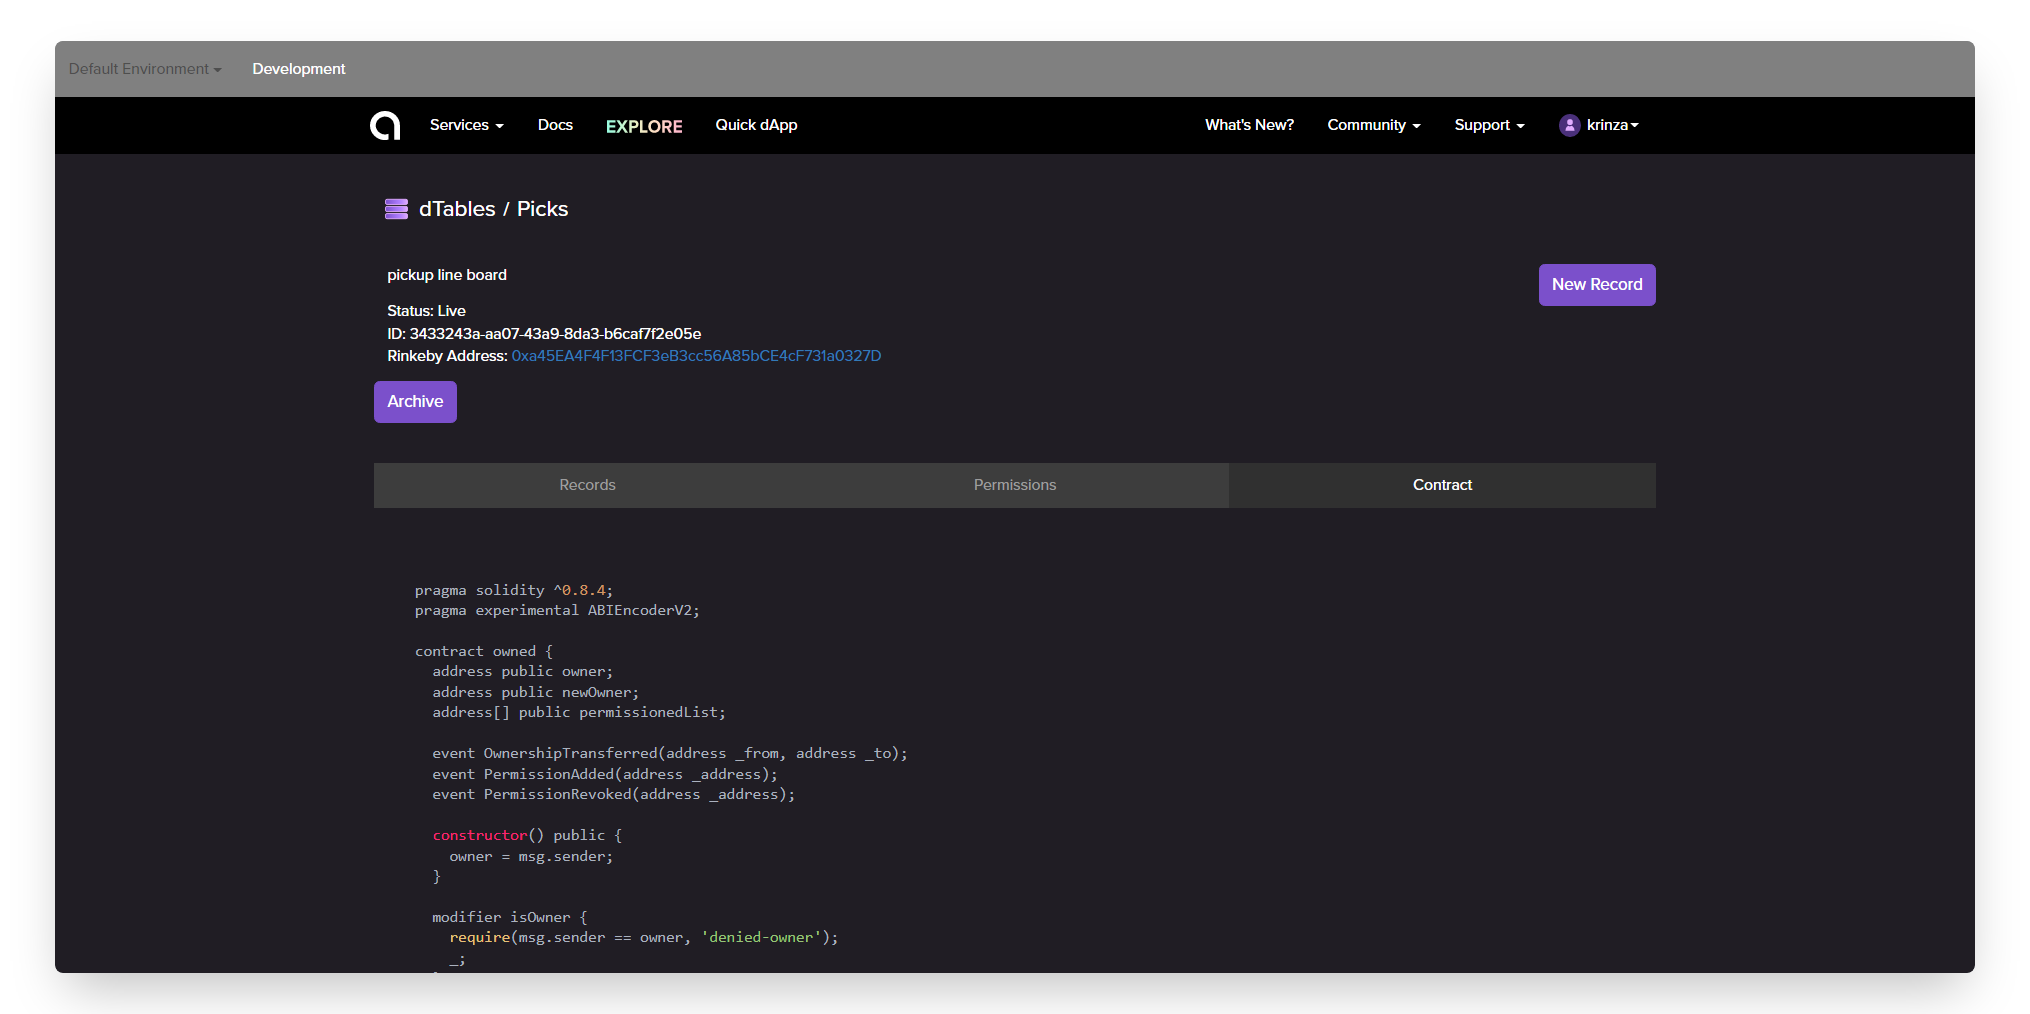 Default Environment Development
Services Docs EXPLORE Quick dApp What's New? Community Support krinza
dTables / Picks
pickup line board
New Record
Status: Live
ID: 3433243a-aa07-43a9-8da3-b6caf7f2e05e
Rinkeby Address: 0xa45EA4F4F13FCF3eB3cc56A85bCE4cF731a0327D
Archive
Records Permissions Contract
pragma solidity ^0.8.4;
pragma experimental ABIEncoderV2;
contract owned {
address public owner;
address public newOwner;
address[] public permissionedList;
event OwnershipTransferred(address _from, address _to);
event PermissionAdded(address _address);
event PermissionRevoked(address _address);
constructor() public {
owner = msg.sender;
}
modifier isOwner {
require(msg.sender == owner, 'denied-owner');
_;